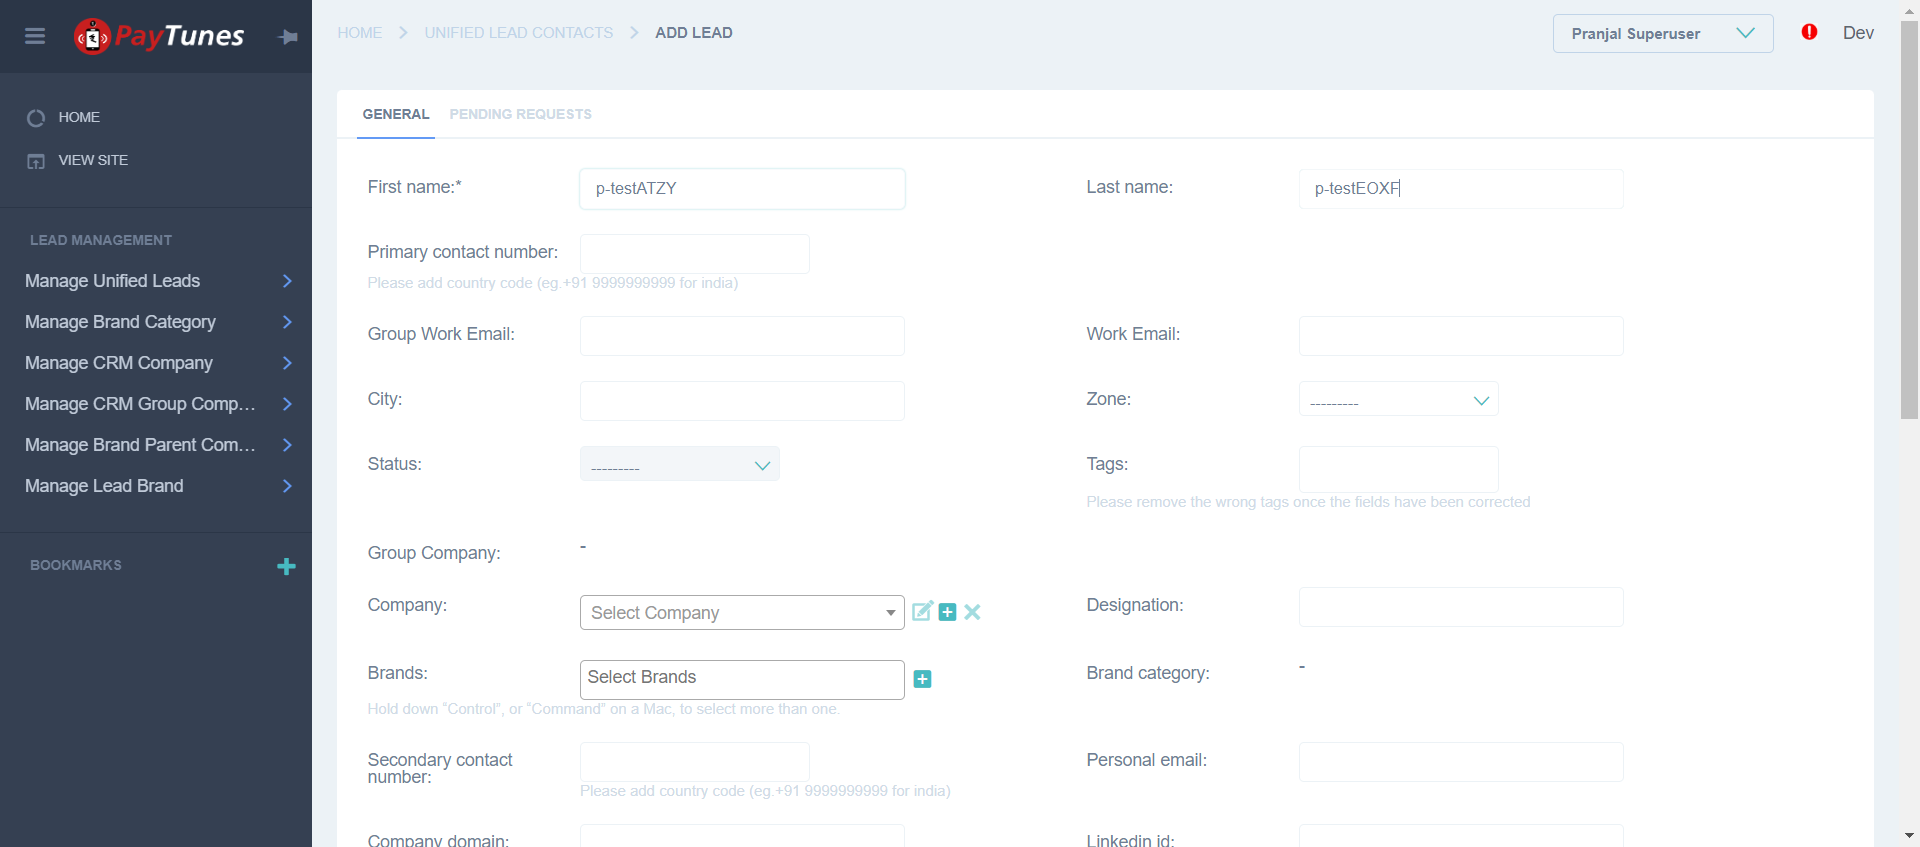 PayTunes
HOME
VIEW SITE
LEAD MANAGEMENT
Manage Unified Leads
Manage Brand Category
Manage CRM Company
Manage CRM Group Comp...
Manage Brand Parent Com...
Manage Lead Brand
BOOKMARKS
HOME > UNIFIED LEAD CONTACTS > ADD LEAD
Pranjal Superuser
Dev
GENERAL PENDING REQUESTS
First name:* p-testATZY
Last name: p-testEOXF
Primary contact number:
Please add country code (eg.+91 9999999999 for india)
Group Work Email:
Work Email:
City:
Zone: ---------
Status: ---------
Tags:
Please remove the wrong tags once the fields have been corrected
Group Company: -
Company: Select Company
Designation:
Brands: Select Brands
Brand category: -
Hold down “Control”, or “Command” on a Mac, to select more than one.
Secondary contact
number:
Please add country code (eg.+91 9999999999 for india)
Personal email:
Company domain:
Linkedin id: